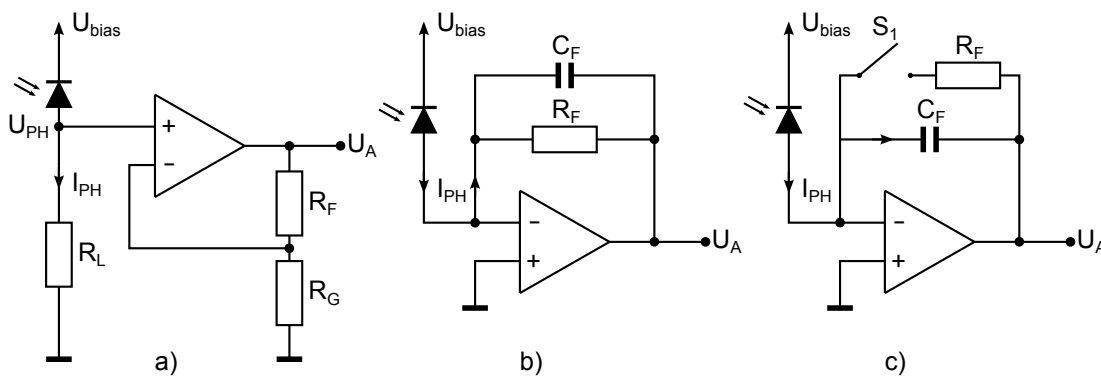 U_bias
U_PH
+
−
U_A
I_PH
R_F
R_L
R_G
a)
U_bias
C_F
R_F
I_PH
−
+
U_A
b)
U_bias
S_1
R_F
C_F
I_PH
−
+
U_A
c)